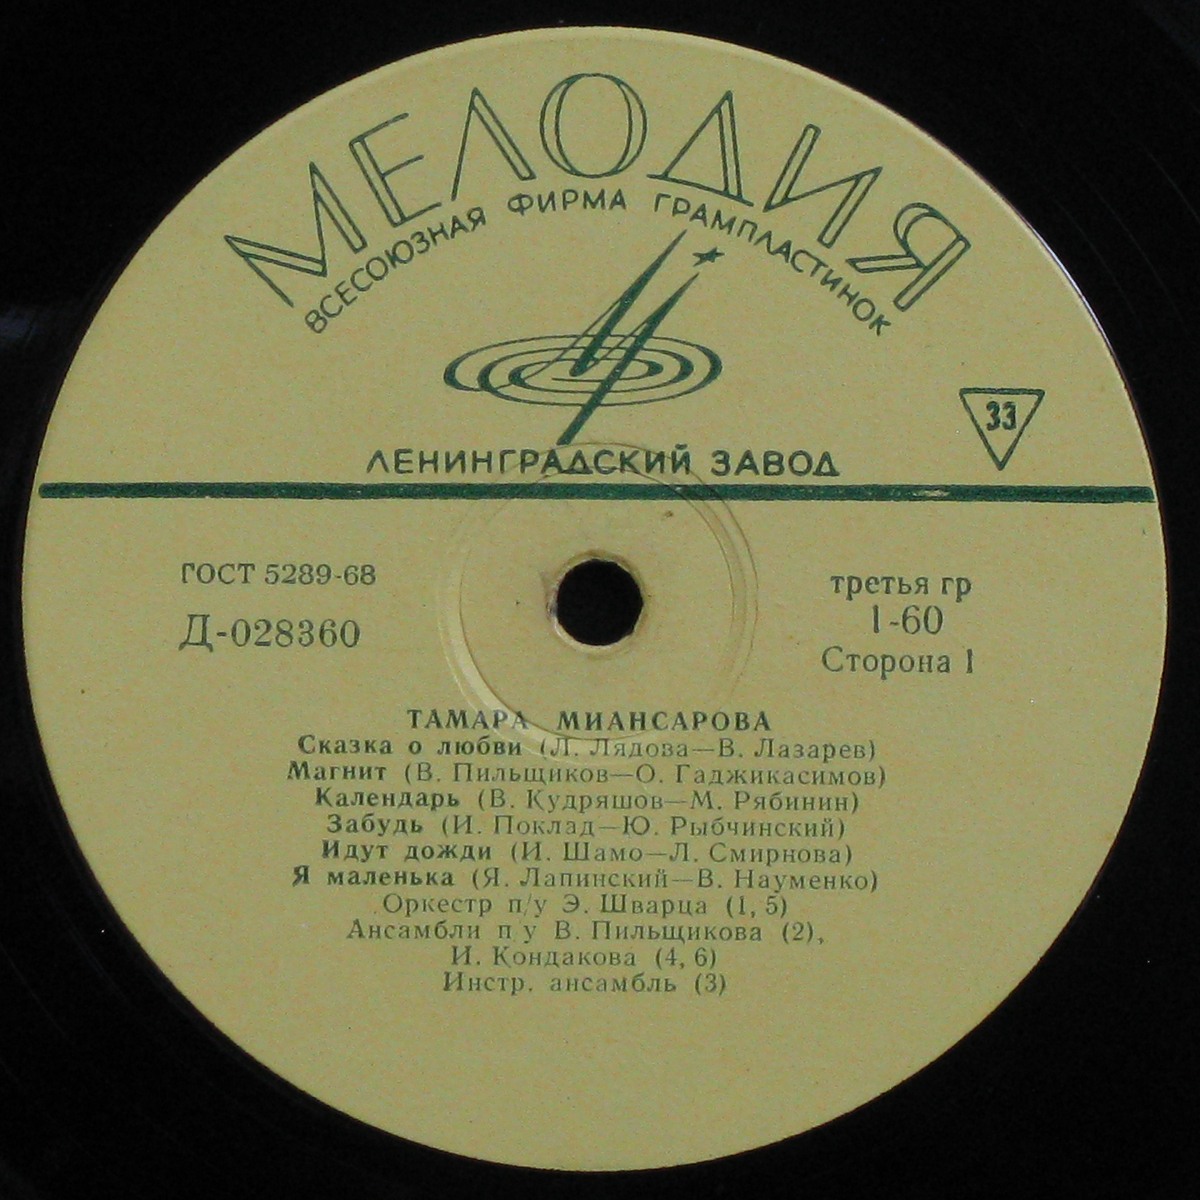 МЕЛОДИЯ
ВСЕСОЮЗНАЯ ФИРМА ГРАМПЛАСТИНОК
33
ЛЕНИНГРАДСКИЙ ЗАВОД
ГОСТ 5289-68
Д-028360
третья гр
1-60
Сторона 1
ТАМАРА МИАНСАРОВА
Сказка о любви (Л. Лядова—В. Лазарев)
Магнит (В. Пильщиков—О. Гаджикасимов)
Календарь (В. Кудряшов—М. Рябинин)
Забудь (И. Поклад—Ю. Рыбчинский)
Идут дожди (И. Шамо—Л. Смирнова)
Я маленька (Я. Лапинский—В. Науменко)
Оркестр п/у Э. Шварца (1, 5)
Ансамбли п у В. Пильщикова (2),
И. Кондакова (4, 6)
Инстр. ансамбль (3)